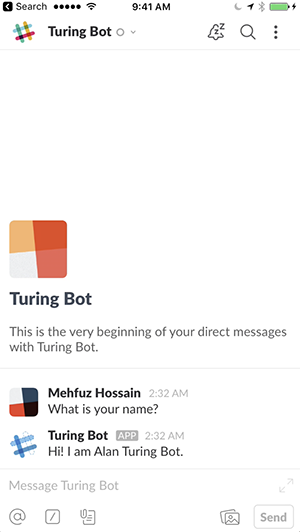 Search 9:41 AM
Turing Bot
zZ
Turing Bot
This is the very beginning of your direct messages
with Turing Bot.
Mehfuz Hossain 2:32 AM
What is your name?
Turing Bot APP 2:32 AM
Hi! I am Alan Turing Bot.
Message Turing Bot
@ Send